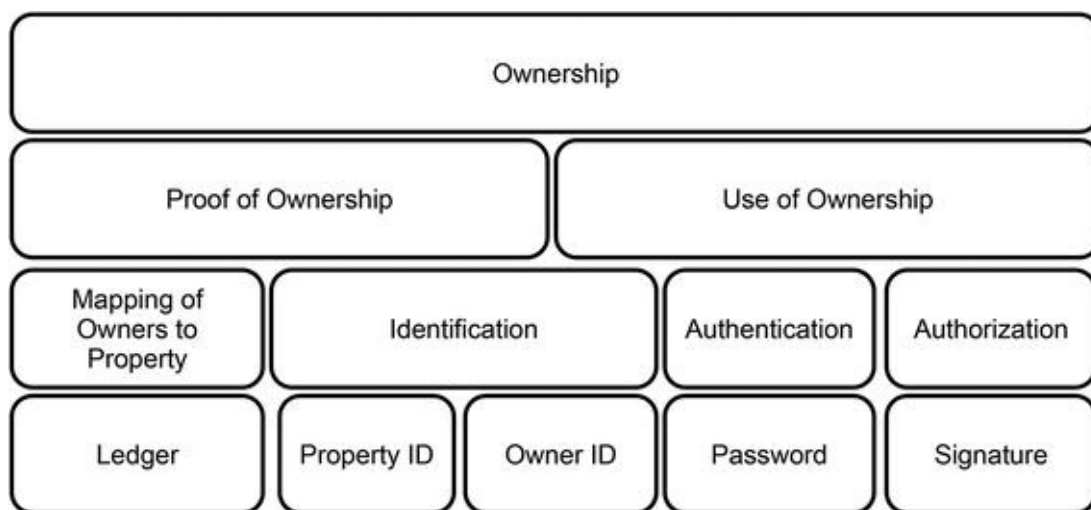 Ownership
Proof of Ownership
Use of Ownership
Mapping of
Owners to
Property
Identification
Authentication
Authorization
Ledger
Property ID
Owner ID
Password
Signature